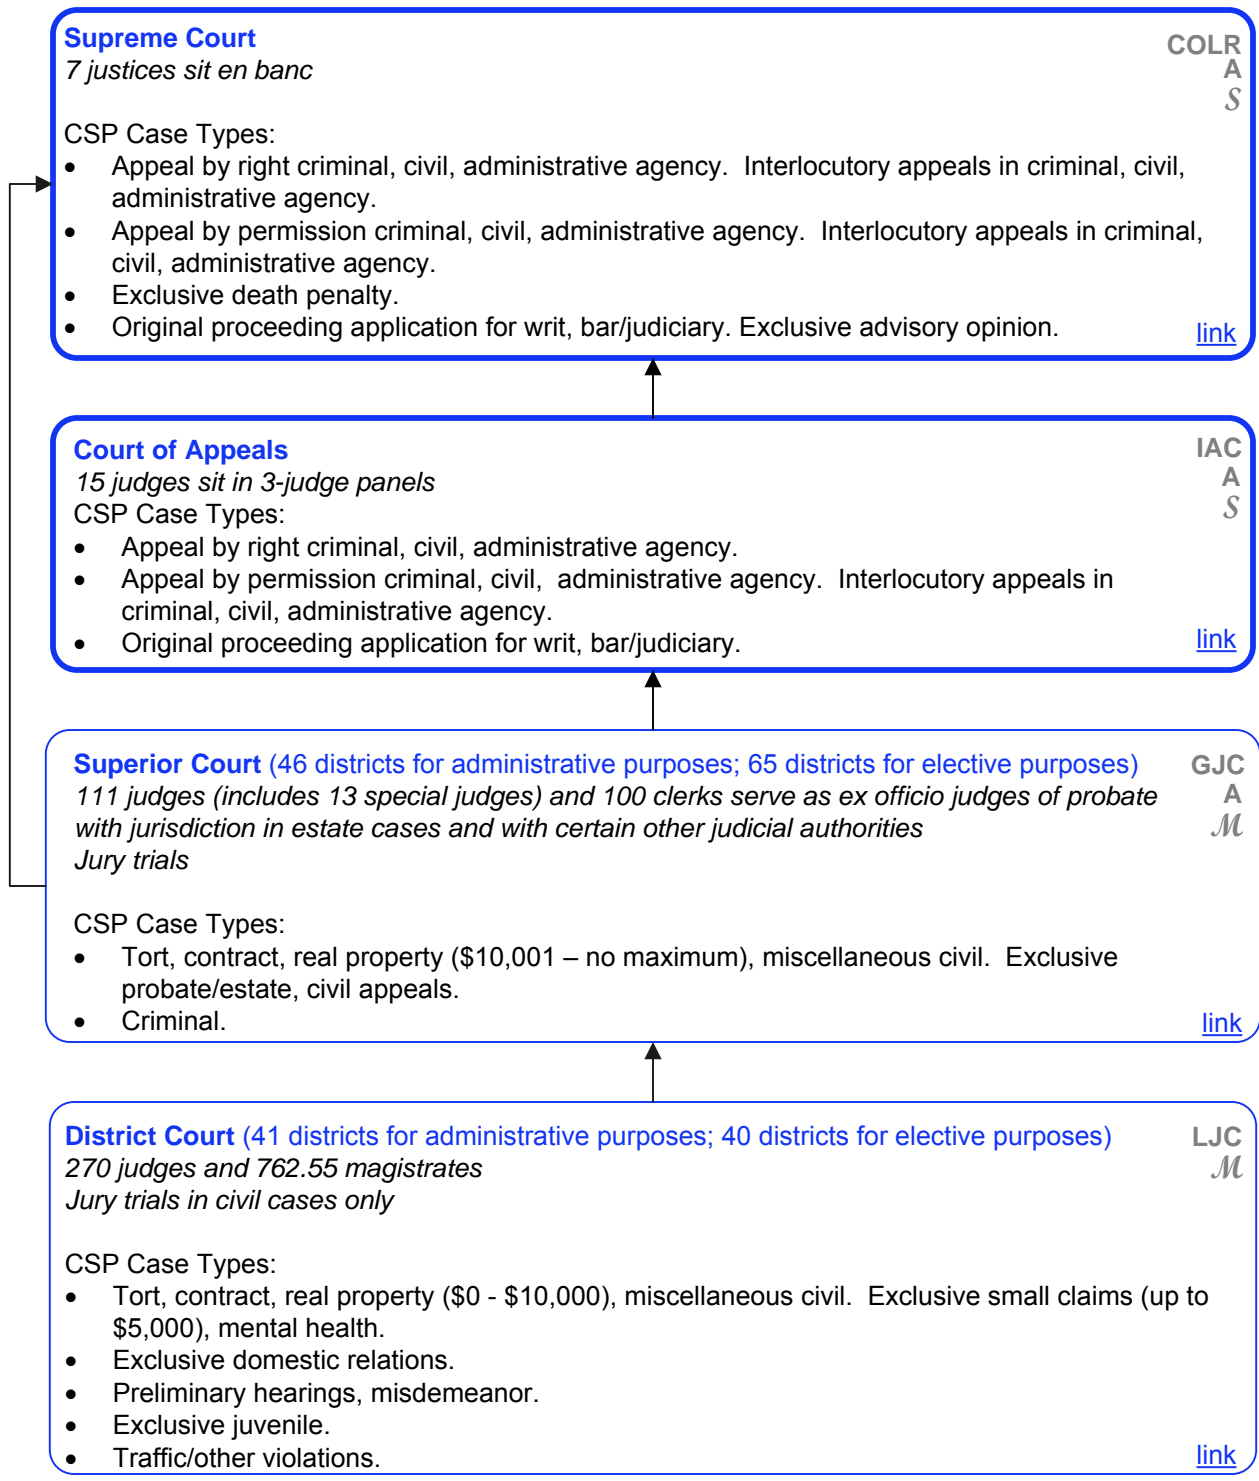 Supreme Court
COLR
7 justices sit en banc
A
S
CSP Case Types:
• Appeal by right criminal, civil, administrative agency.  Interlocutory appeals in criminal, civil,
administrative agency.
• Appeal by permission criminal, civil, administrative agency.  Interlocutory appeals in criminal,
civil, administrative agency.
• Exclusive death penalty.
• Original proceeding application for writ, bar/judiciary. Exclusive advisory opinion.
link
Court of Appeals
IAC
15 judges sit in 3-judge panels
A
CSP Case Types:
S
• Appeal by right criminal, civil, administrative agency.
• Appeal by permission criminal, civil,  administrative agency.  Interlocutory appeals in
criminal, civil, administrative agency.
• Original proceeding application for writ, bar/judiciary.
link
Superior Court (46 districts for administrative purposes; 65 districts for elective purposes)
GJC
111 judges (includes 13 special judges) and 100 clerks serve as ex officio judges of probate
A
with jurisdiction in estate cases and with certain other judicial authorities
M
Jury trials
CSP Case Types:
• Tort, contract, real property ($10,001 – no maximum), miscellaneous civil.  Exclusive
probate/estate, civil appeals.
• Criminal.
link
District Court (41 districts for administrative purposes; 40 districts for elective purposes)
LJC
270 judges and 762.55 magistrates
M
Jury trials in civil cases only
CSP Case Types:
• Tort, contract, real property ($0 - $10,000), miscellaneous civil.  Exclusive small claims (up to
$5,000), mental health.
• Exclusive domestic relations.
• Preliminary hearings, misdemeanor.
• Exclusive juvenile.
• Traffic/other violations.
link